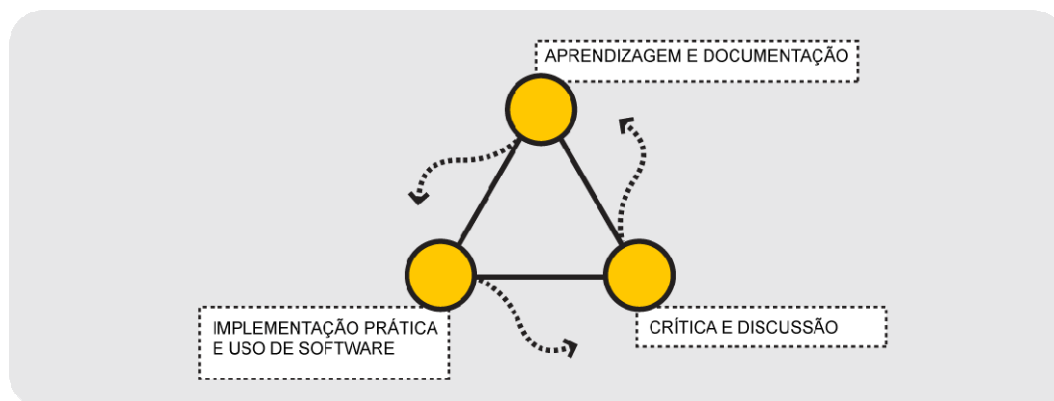 APRENDIZAGEM E DOCUMENTAÇÃO
IMPLEMENTAÇÃO PRÁTICA
E USO DE SOFTWARE
CRÍTICA E DISCUSSÃO